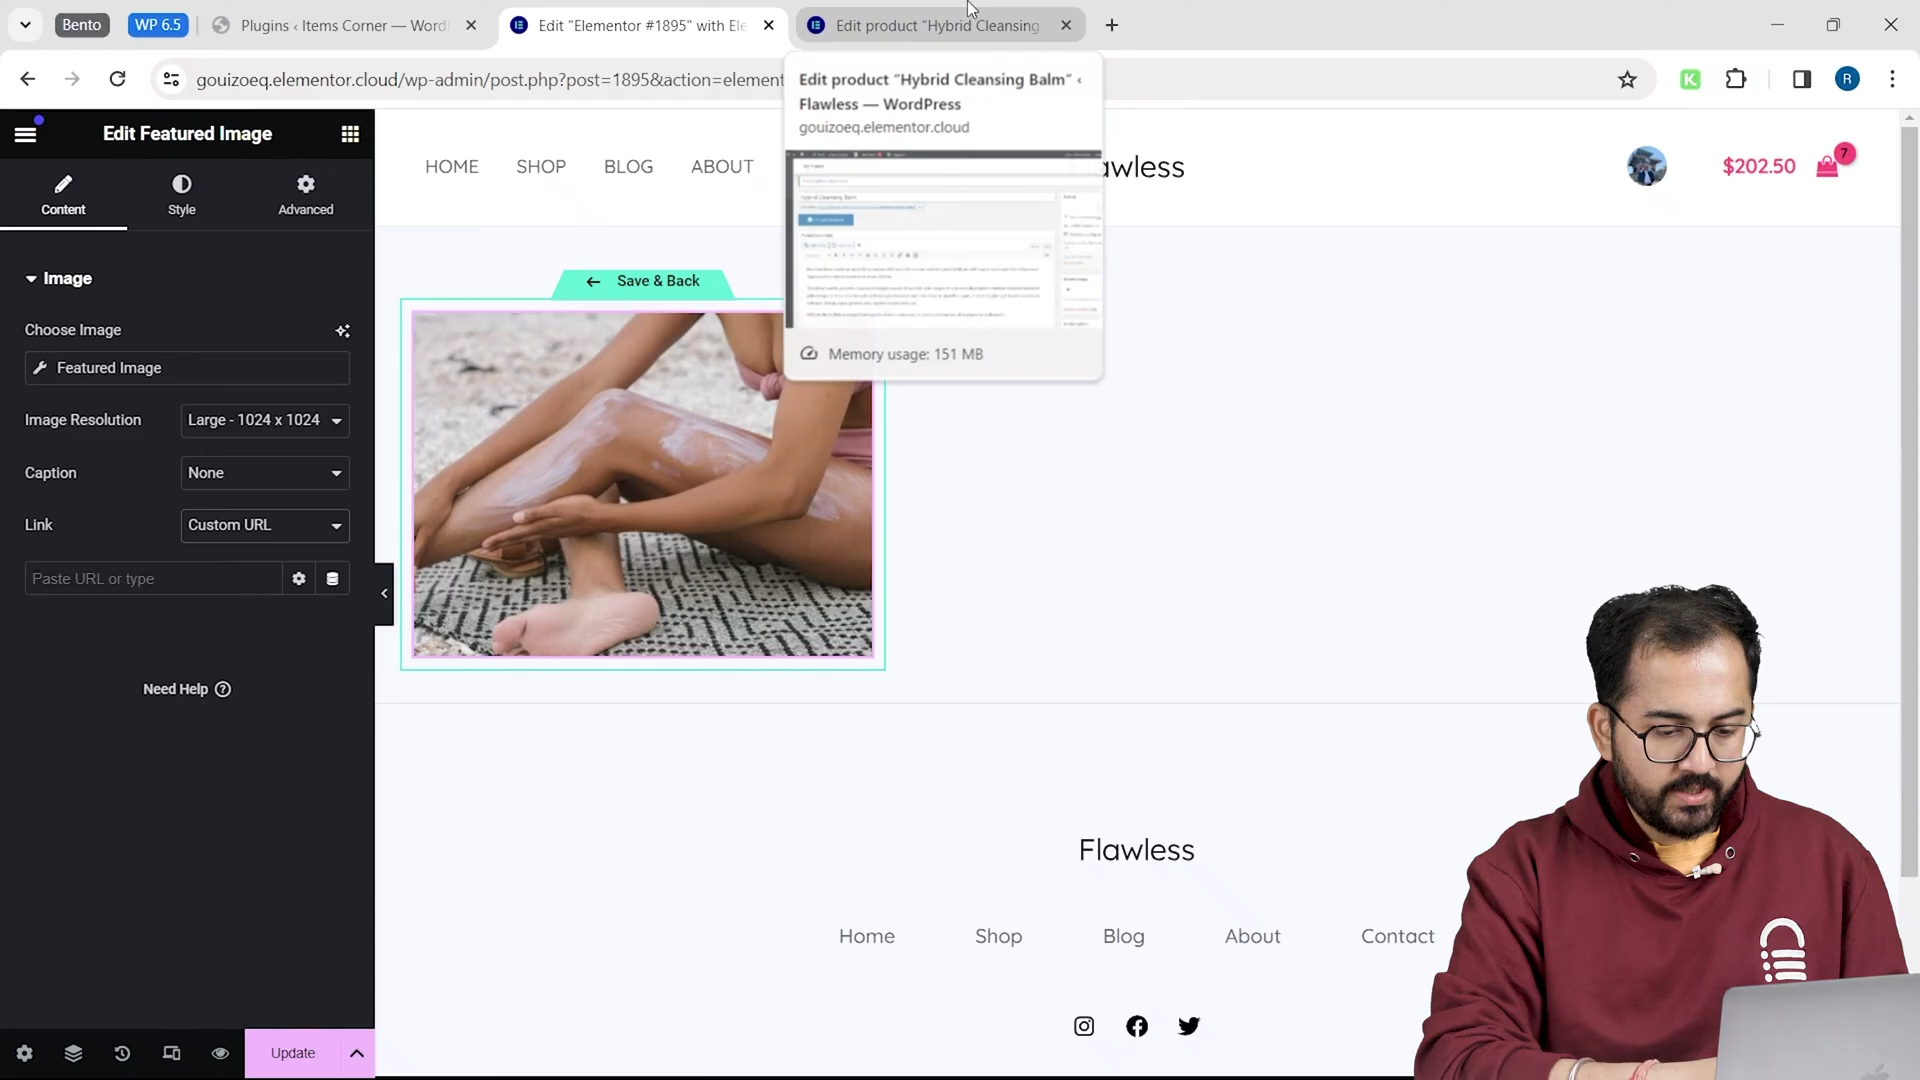 Bento
WP 6.5
Plugins ‹ Items Corner — Word
Edit "Elementor #1895" with Ele
Edit product "Hybrid Cleansing
gouizoeq.elementor.cloud/wp-admin/post.php?post=1895&action=element
K
R
Edit product "Hybrid Cleansing Balm" ‹
Flawless — WordPress
gouizoeq.elementor.cloud
Hybrid Cleansing Balm
Memory usage: 151 MB
Edit Featured Image
Content
Style
Advanced
Image
Choose Image
Featured Image
Image Resolution
Large - 1024 x 1024
Caption
None
Link
Custom URL
Paste URL or type
Need Help
Update
HOME
SHOP
BLOG
ABOUT
awless
$202.50
7
Save & Back
Flawless
Home
Shop
Blog
About
Contact